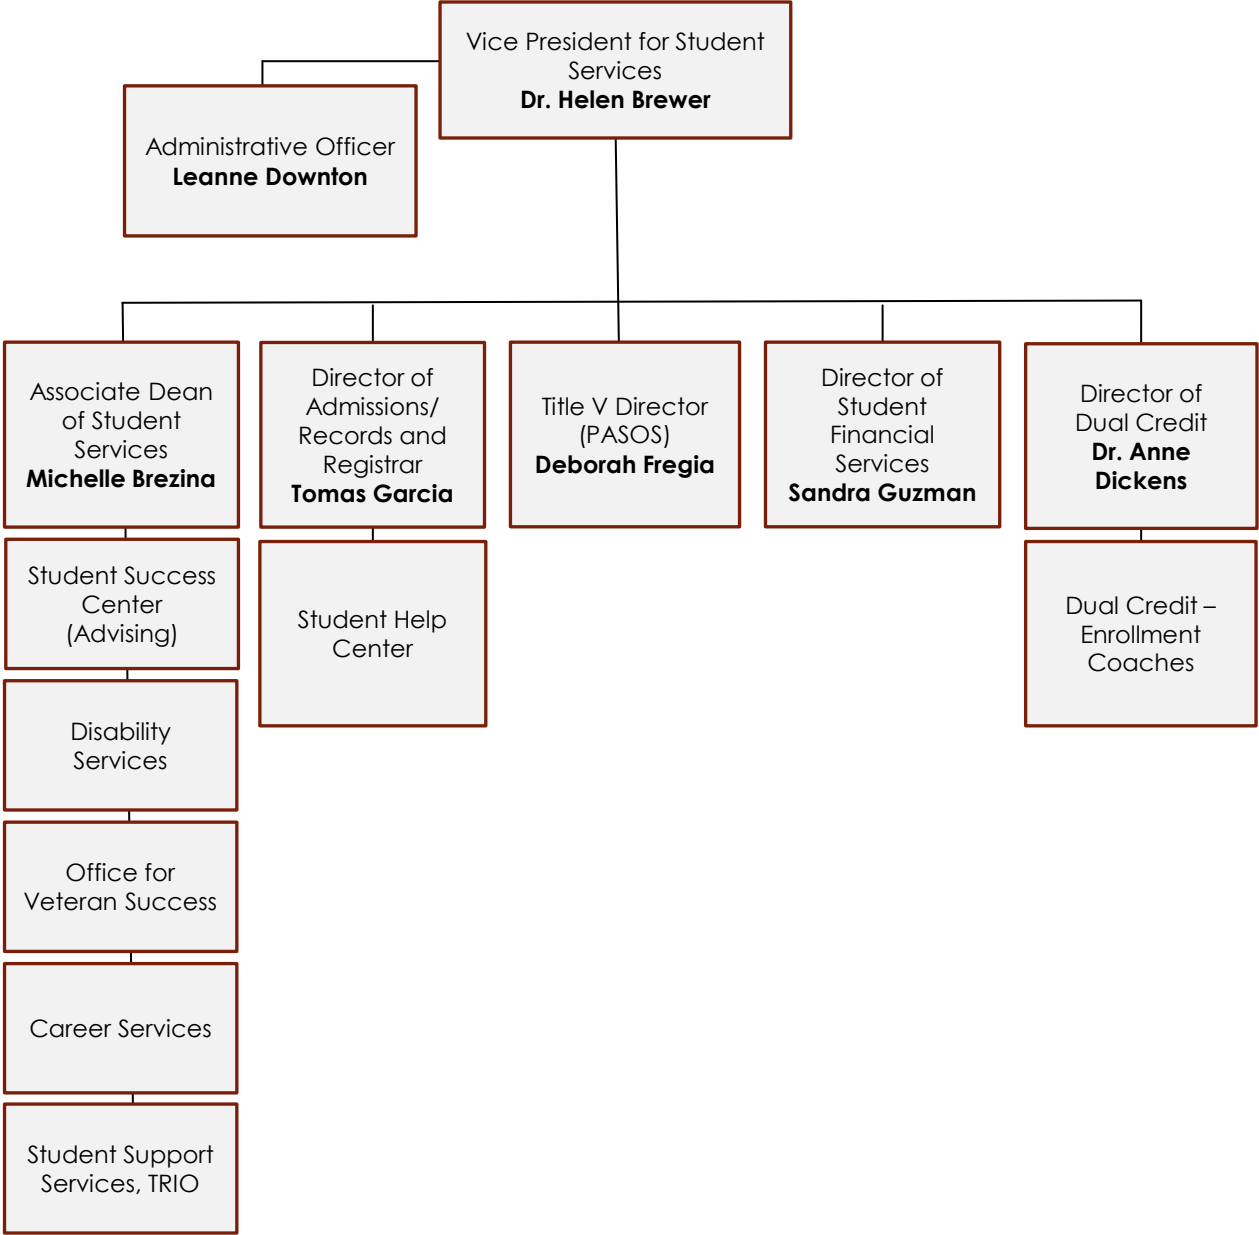 Vice President for Student
Services
Dr. Helen Brewer
Administrative Officer
Leanne Downton
Associate Dean
of Student
Services
Michelle Brezina
Director of
Admissions/
Records and
Registrar
Tomas Garcia
Title V Director
(PASOS)
Deborah Fregia
Director of
Student
Financial
Services
Sandra Guzman
Director of
Dual Credit
Dr. Anne
Dickens
Student Success
Center
(Advising)
Student Help
Center
Dual Credit –
Enrollment
Coaches
Disability
Services
Office for
Veteran Success
Career Services
Student Support
Services, TRIO